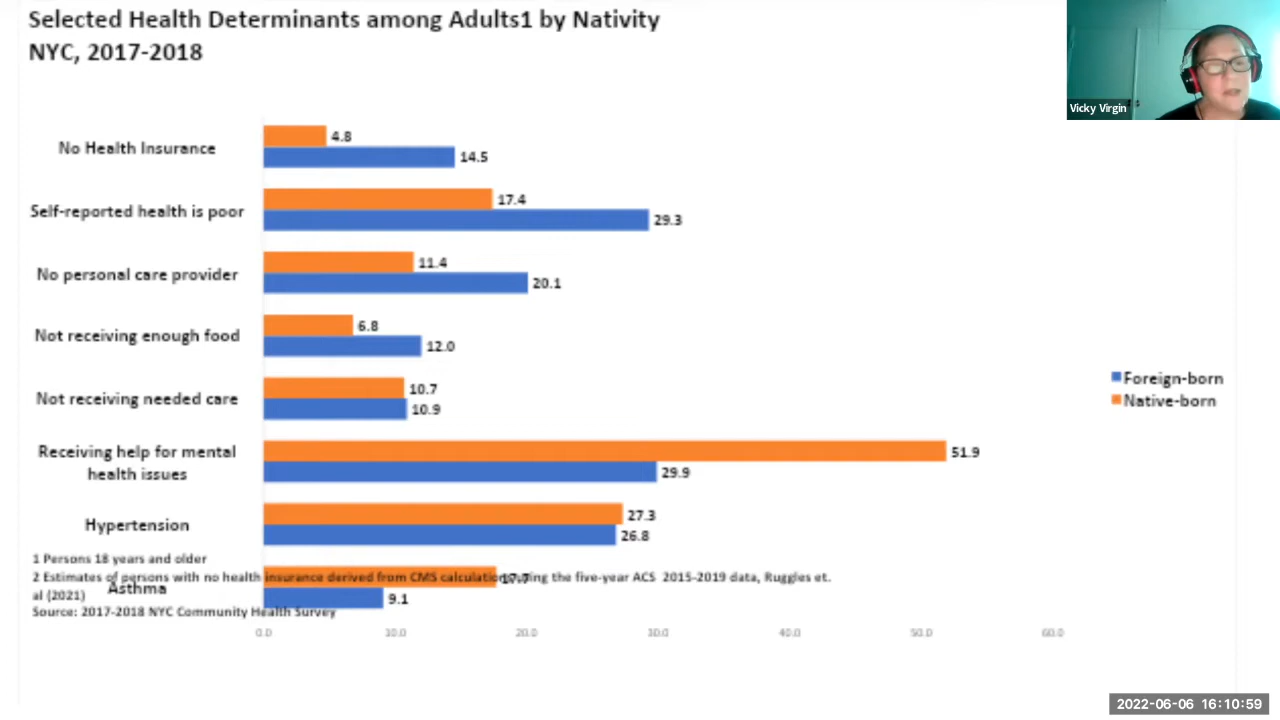 Selected Health Determinants among Adults1 by Nativity
NYC, 2017-2018
Vicky Virgin
No Health Insurance
4.8
14.5
Self-reported health is poor
17.4
29.3
No personal care provider
11.4
20.1
Not receiving enough food
6.8
12.0
Not receiving needed care
10.7
10.9
Foreign-born
Native-born
Receiving help for mental
health issues
51.9
29.9
Hypertension
27.3
26.8
1 Persons 18 years and older
2 Estimates of persons with no health insurance derived from CMS calculation using the five-year ACS 2015-2019 data, Ruggles et.
al (2021)
Asthma
9.1
Source: 2017-2018 NYC Community Health Survey
0.0 10.0 20.0 30.0 40.0 50.0 60.0
2022-06-06 16:10:59